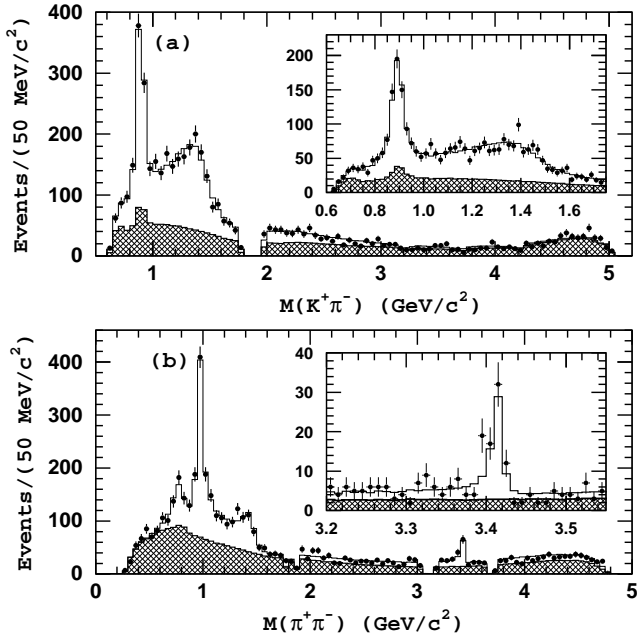 Events/(50 MeV/c²)
400
300
200
100
0
(a)
200
150
100
50
0
0.6 0.8 1.0 1.2 1.4 1.6
1 2 3 4 5
M(K⁺π⁻) (GeV/c²)
Events/(50 MeV/c²)
400
300
200
100
0
(b)
40
30
20
10
0
3.2 3.3 3.4 3.5
0 1 2 3 4 5
M(π⁺π⁻) (GeV/c²)